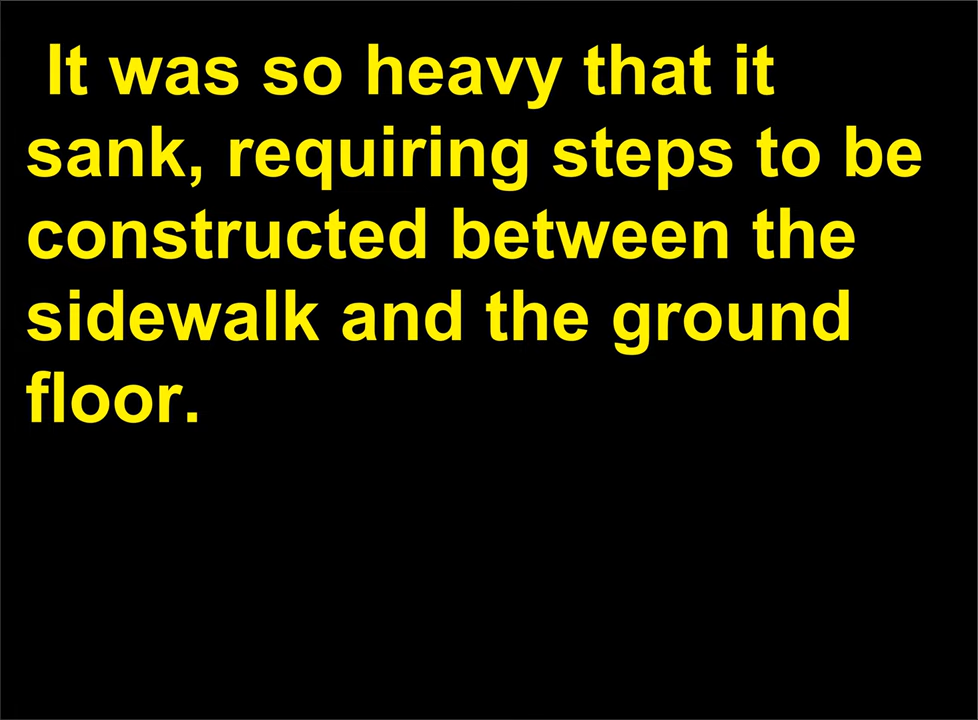 It was so heavy that it
sank, requiring steps to be
constructed between the
sidewalk and the ground
floor.